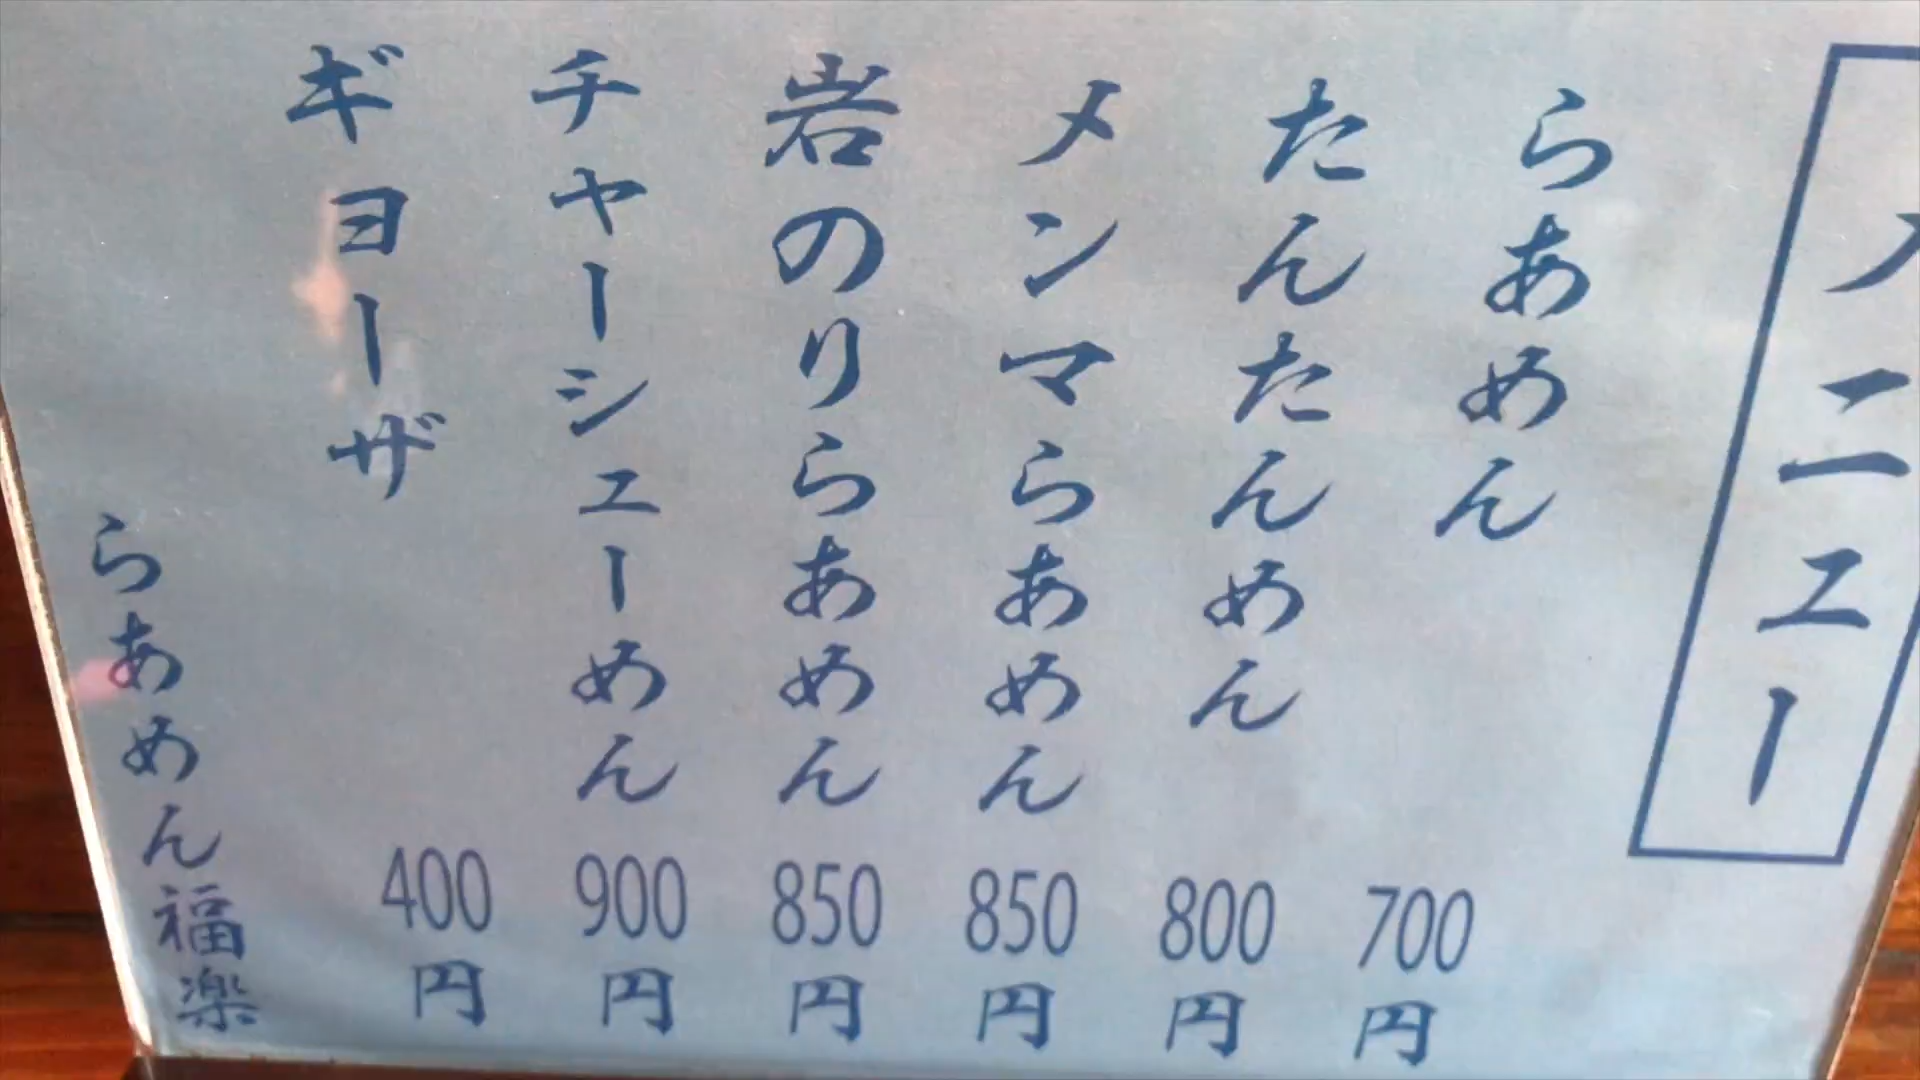 メニュー
らあめん 700円
たんたんめん 800円
メンマらあめん 850円
岩のりらあめん 850円
チャーシューめん 900円
ギョーザ 400円
らあめん福楽